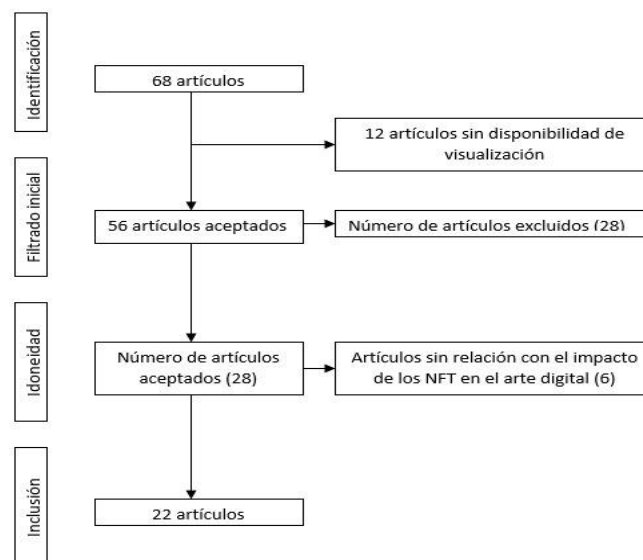 Identificación
68 artículos
12 artículos sin disponibilidad de
visualización
Filtrado inicial
56 artículos aceptados
Número de artículos excluidos (28)
Idoneidad
Número de artículos
aceptados (28)
Artículos sin relación con el impacto
de los NFT en el arte digital (6)
Inclusión
22 artículos